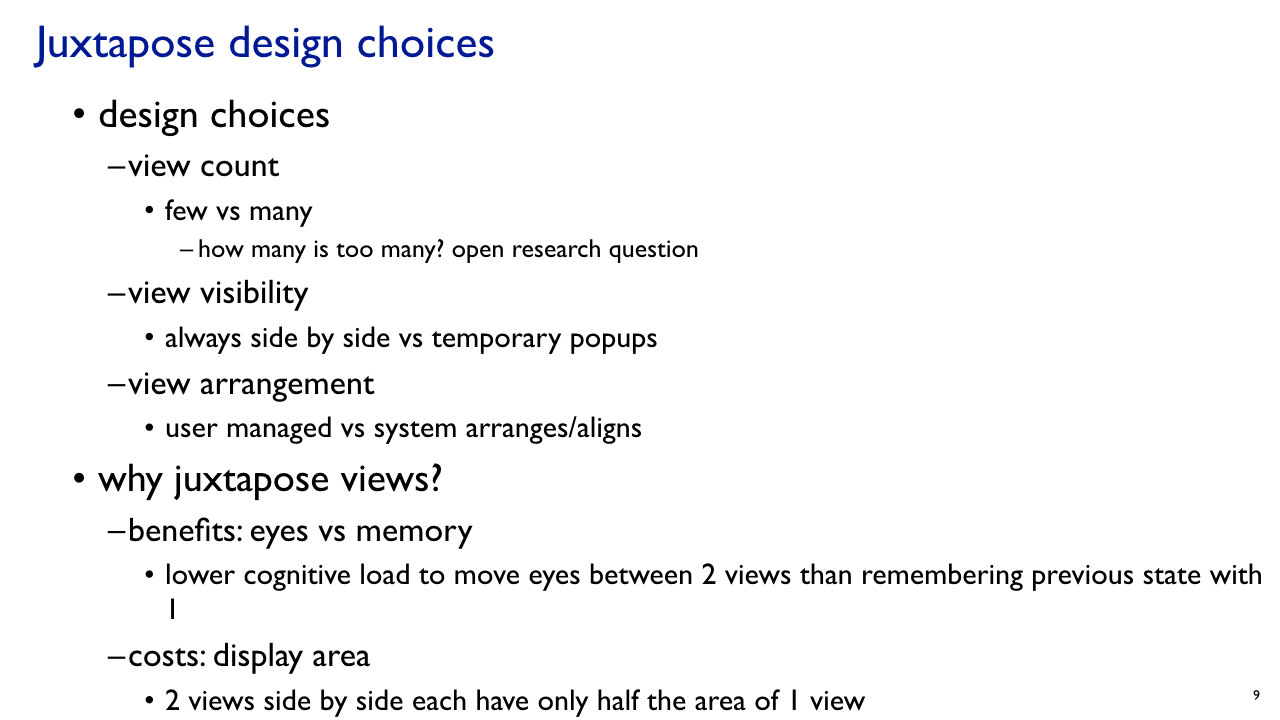 Juxtapose design choices
• design choices
–view count
• few vs many
– how many is too many? open research question
–view visibility
• always side by side vs temporary popups
–view arrangement
• user managed vs system arranges/aligns
• why juxtapose views?
–benefits: eyes vs memory
• lower cognitive load to move eyes between 2 views than remembering previous state with
1
–costs: display area
• 2 views side by side each have only half the area of 1 view
9